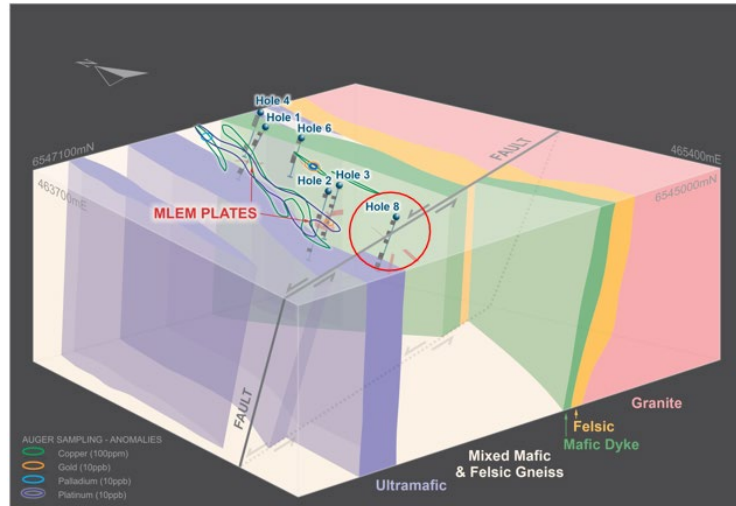 Hole 4
Hole 1
Hole 6
Hole 2
Hole 3
Hole 8
6547100mN
463700mE
465400mE
6545000mN
FAULT
MLEM PLATES
FAULT
Granite
Felsic
Mafic Dyke
Mixed Mafic
& Felsic Gneiss
Ultramafic
AUGER SAMPLING - ANOMALIES
Copper (100ppm)
Gold (10ppb)
Palladium (10ppb)
Platinum (10ppb)